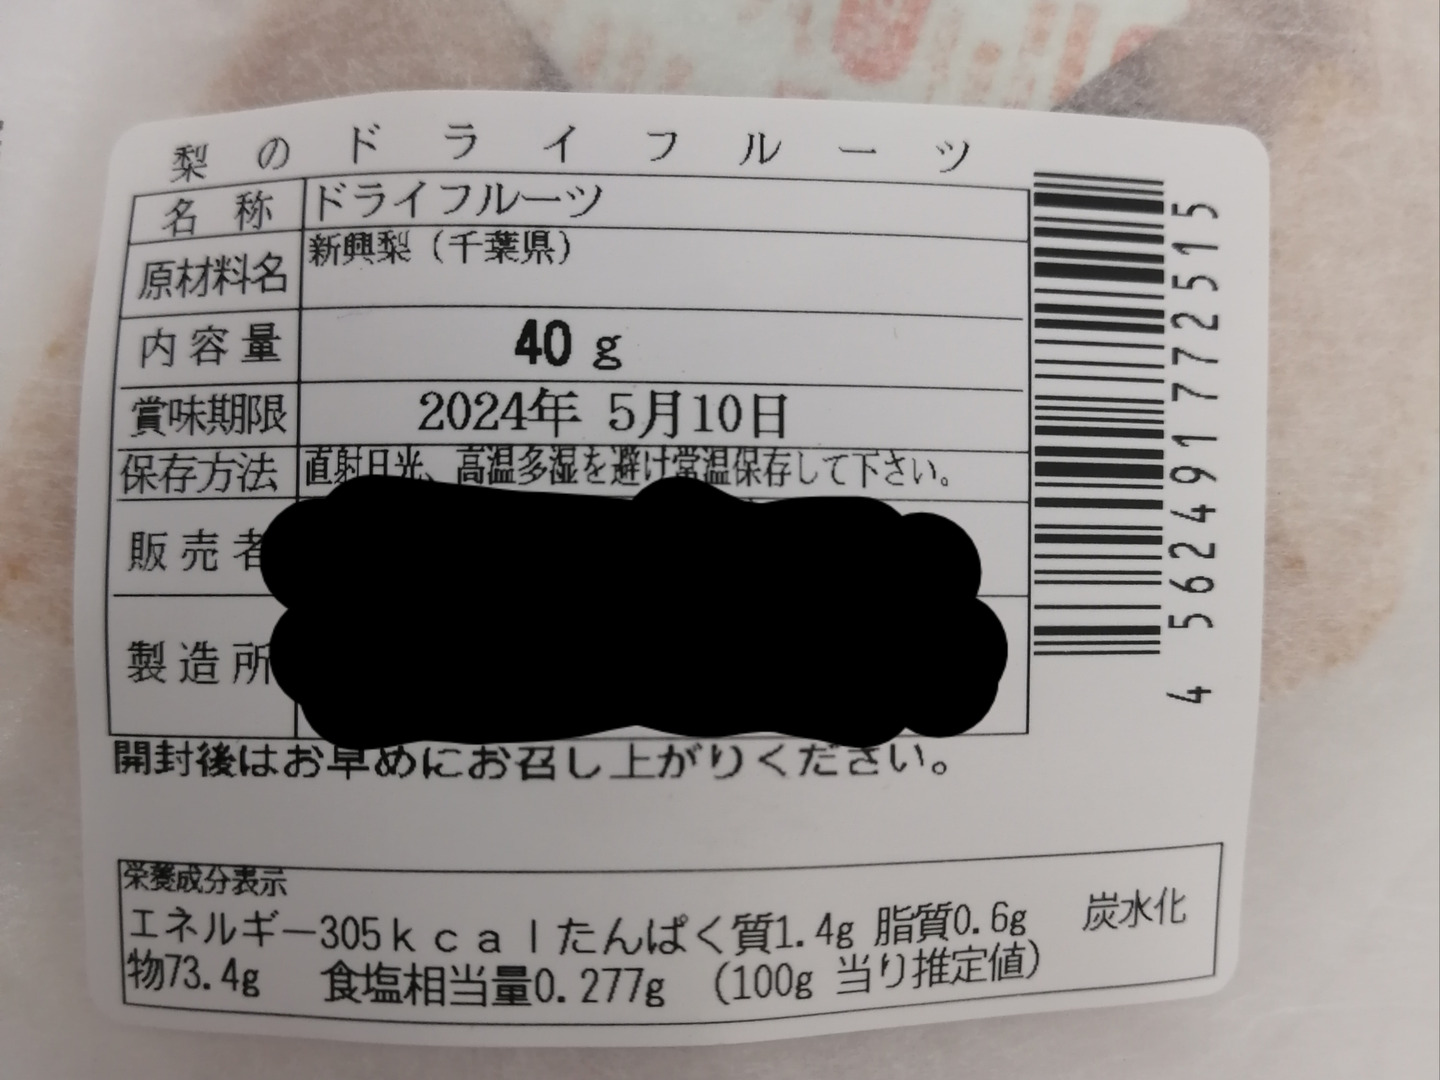 梨のドライフルーツ
名称 ドライフルーツ
原材料名 新興梨（千葉県）
内容量 40g
賞味期限 2024年 5月10日
保存方法 直射日光、高温多湿を避け常温保存して下さい。
販売者
製造所
開封後はお早めにお召し上がりください。
4562491772515
栄養成分表示
エネルギー305kcalたんぱく質1.4g 脂質0.6g 炭水化
物73.4g 食塩相当量0.277g （100g 当り推定値）